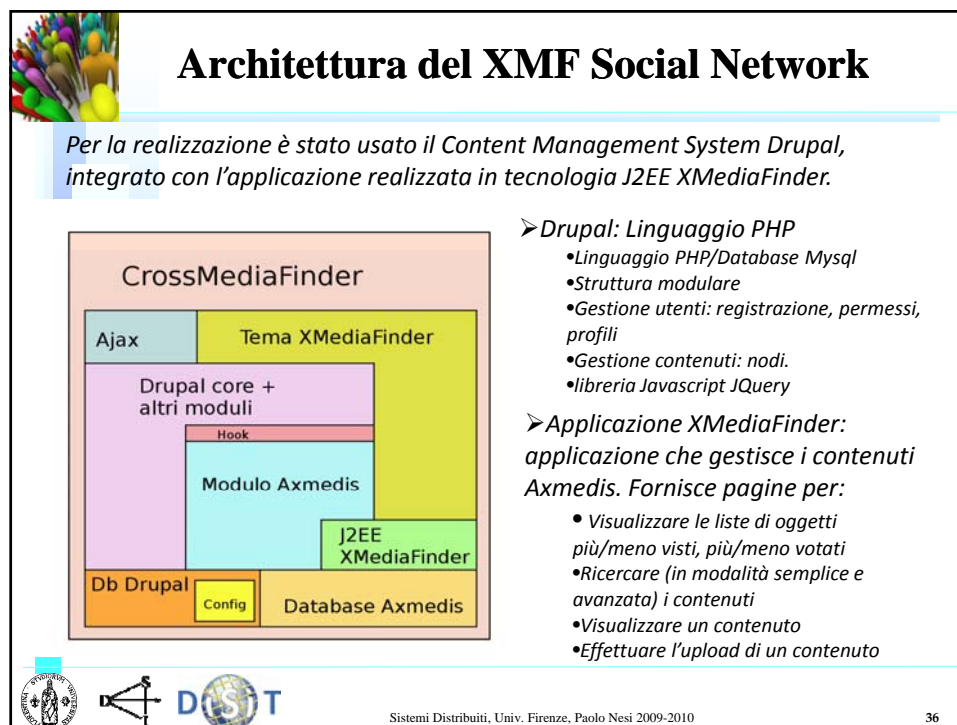 Architettura del XMF Social Network
Per la realizzazione è stato usato il Content Management System Drupal,
integrato con l'applicazione realizzata in tecnologia J2EE XMediaFinder.
CrossMediaFinder
Ajax
Tema XMediaFinder
Drupal core +
altri moduli
Hook
Modulo Axmedis
J2EE
XMediaFinder
Db Drupal
Config
Database Axmedis
➢Drupal: Linguaggio PHP
•Linguaggio PHP/Database Mysql
•Struttura modulare
•Gestione utenti: registrazione, permessi,
profili
•Gestione contenuti: nodi.
•libreria Javascript JQuery
➢Applicazione XMediaFinder:
applicazione che gestisce i contenuti
Axmedis. Fornisce pagine per:
• Visualizzare le liste di oggetti
più/meno visti, più/meno votati
•Ricercare (in modalità semplice e
avanzata) i contenuti
•Visualizzare un contenuto
•Effettuare l'upload di un contenuto
DISIT
Sistemi Distribuiti, Univ. Firenze, Paolo Nesi 2009-2010
36